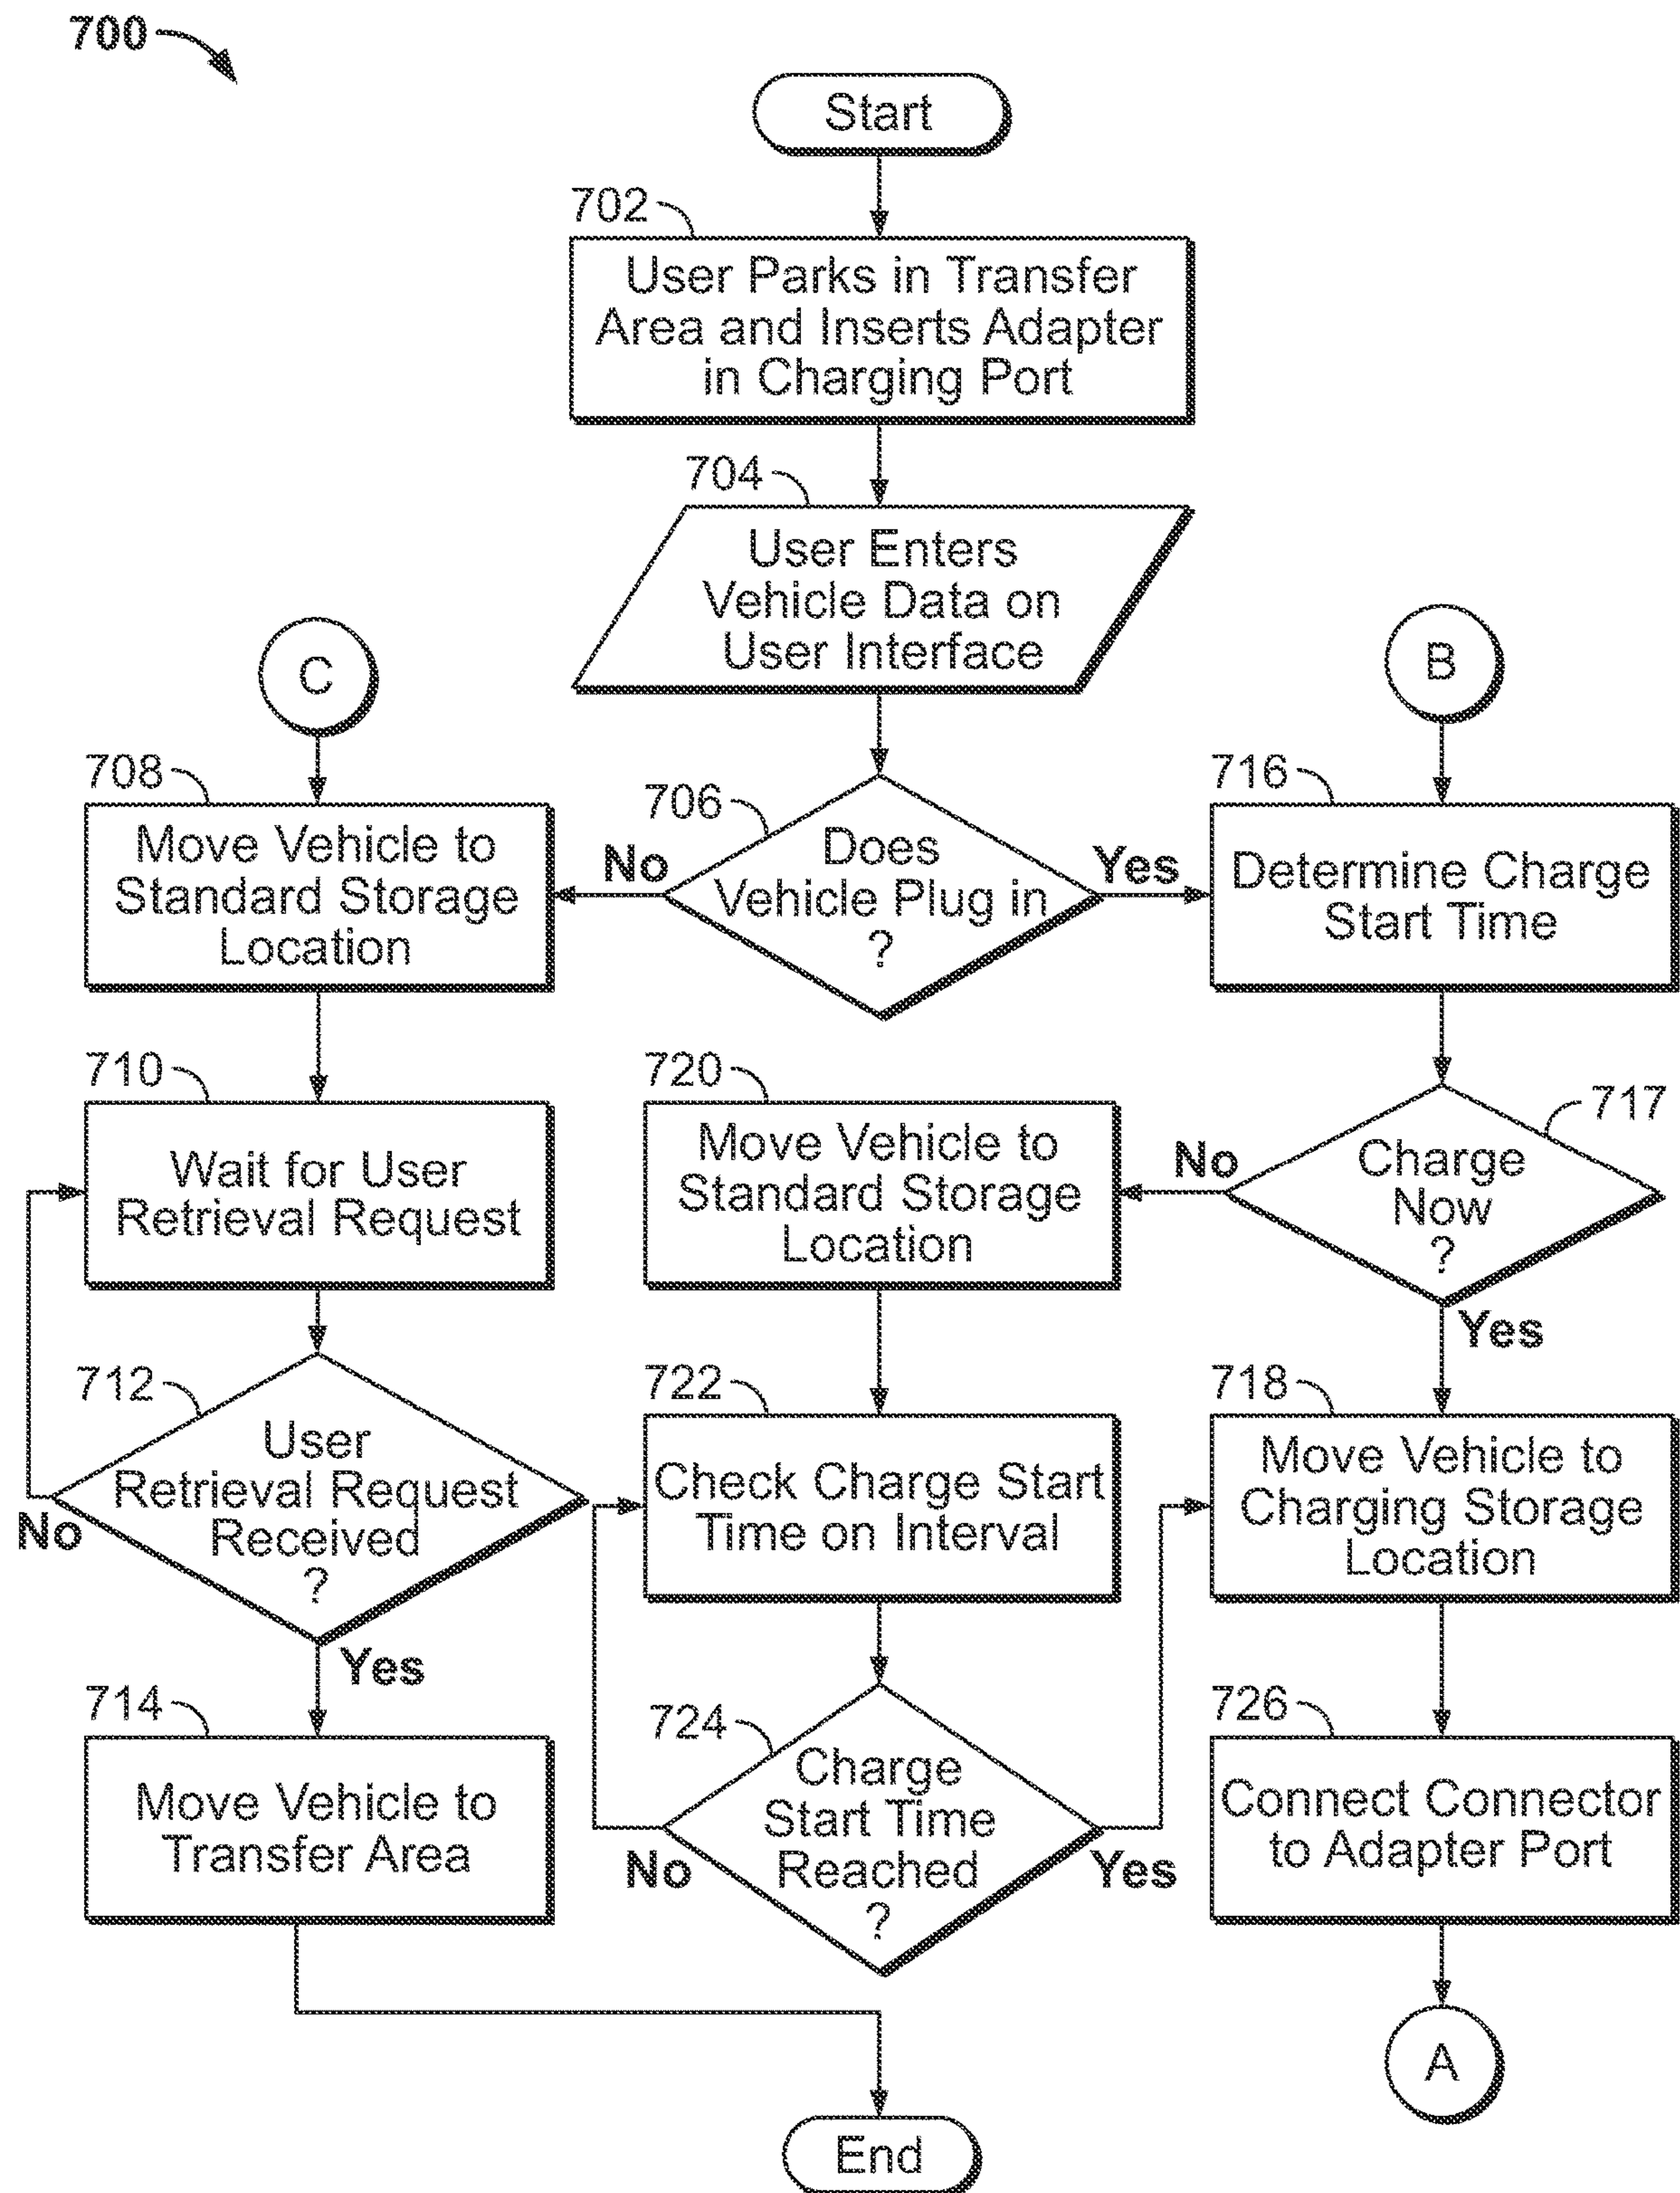 700
Start
702
User Parks in Transfer
Area and Inserts Adapter
in Charging Port
704
User Enters
Vehicle Data on
User Interface
C
B
708
Move Vehicle to
Standard Storage
Location
706
Does
Vehicle Plug in
?
No
Yes
716
Determine Charge
Start Time
710
Wait for User
Retrieval Request
720
Move Vehicle to
Standard Storage
Location
717
Charge
Now
?
No
Yes
712
User
Retrieval Request
Received
?
No
Yes
722
Check Charge Start
Time on Interval
718
Move Vehicle to
Charging Storage
Location
714
Move Vehicle to
Transfer Area
724
Charge
Start Time
Reached
?
No
Yes
726
Connect Connector
to Adapter Port
A
End